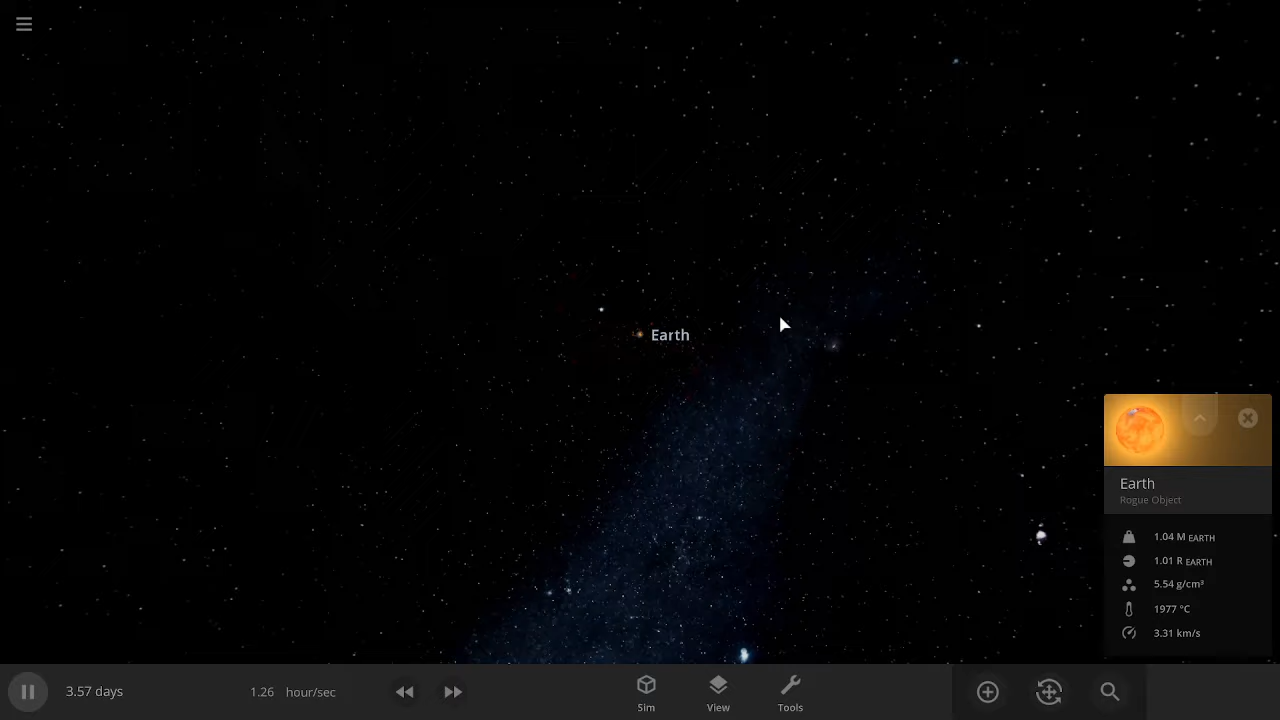 Earth
Earth
Rogue Object
1.04 M EARTH
1.01 R EARTH
5.54 g/cm³
1977 °C
3.31 km/s
3.57 days
1.26 hour/sec
Sim
View
Tools